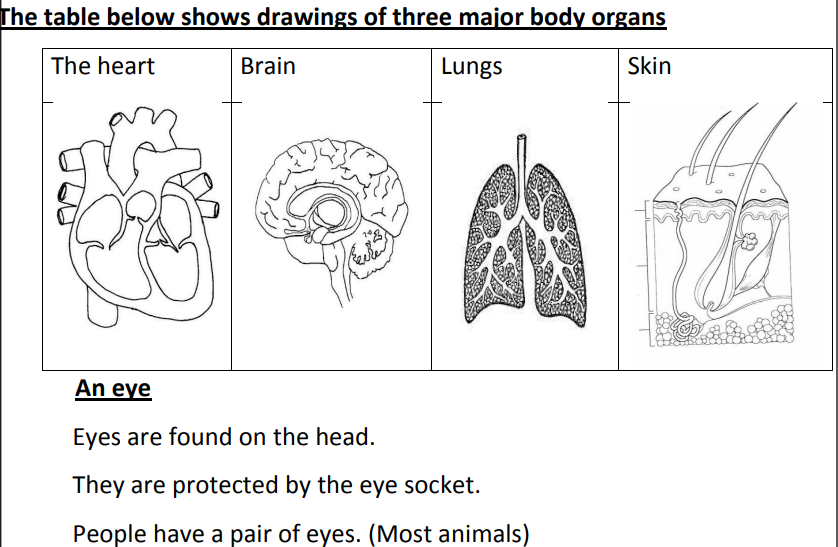 The table below shows drawings of three major body organs
The heart
Brain
Lungs
Skin
An eye
Eyes are found on the head.
They are protected by the eye socket.
People have a pair of eyes. (Most animals)